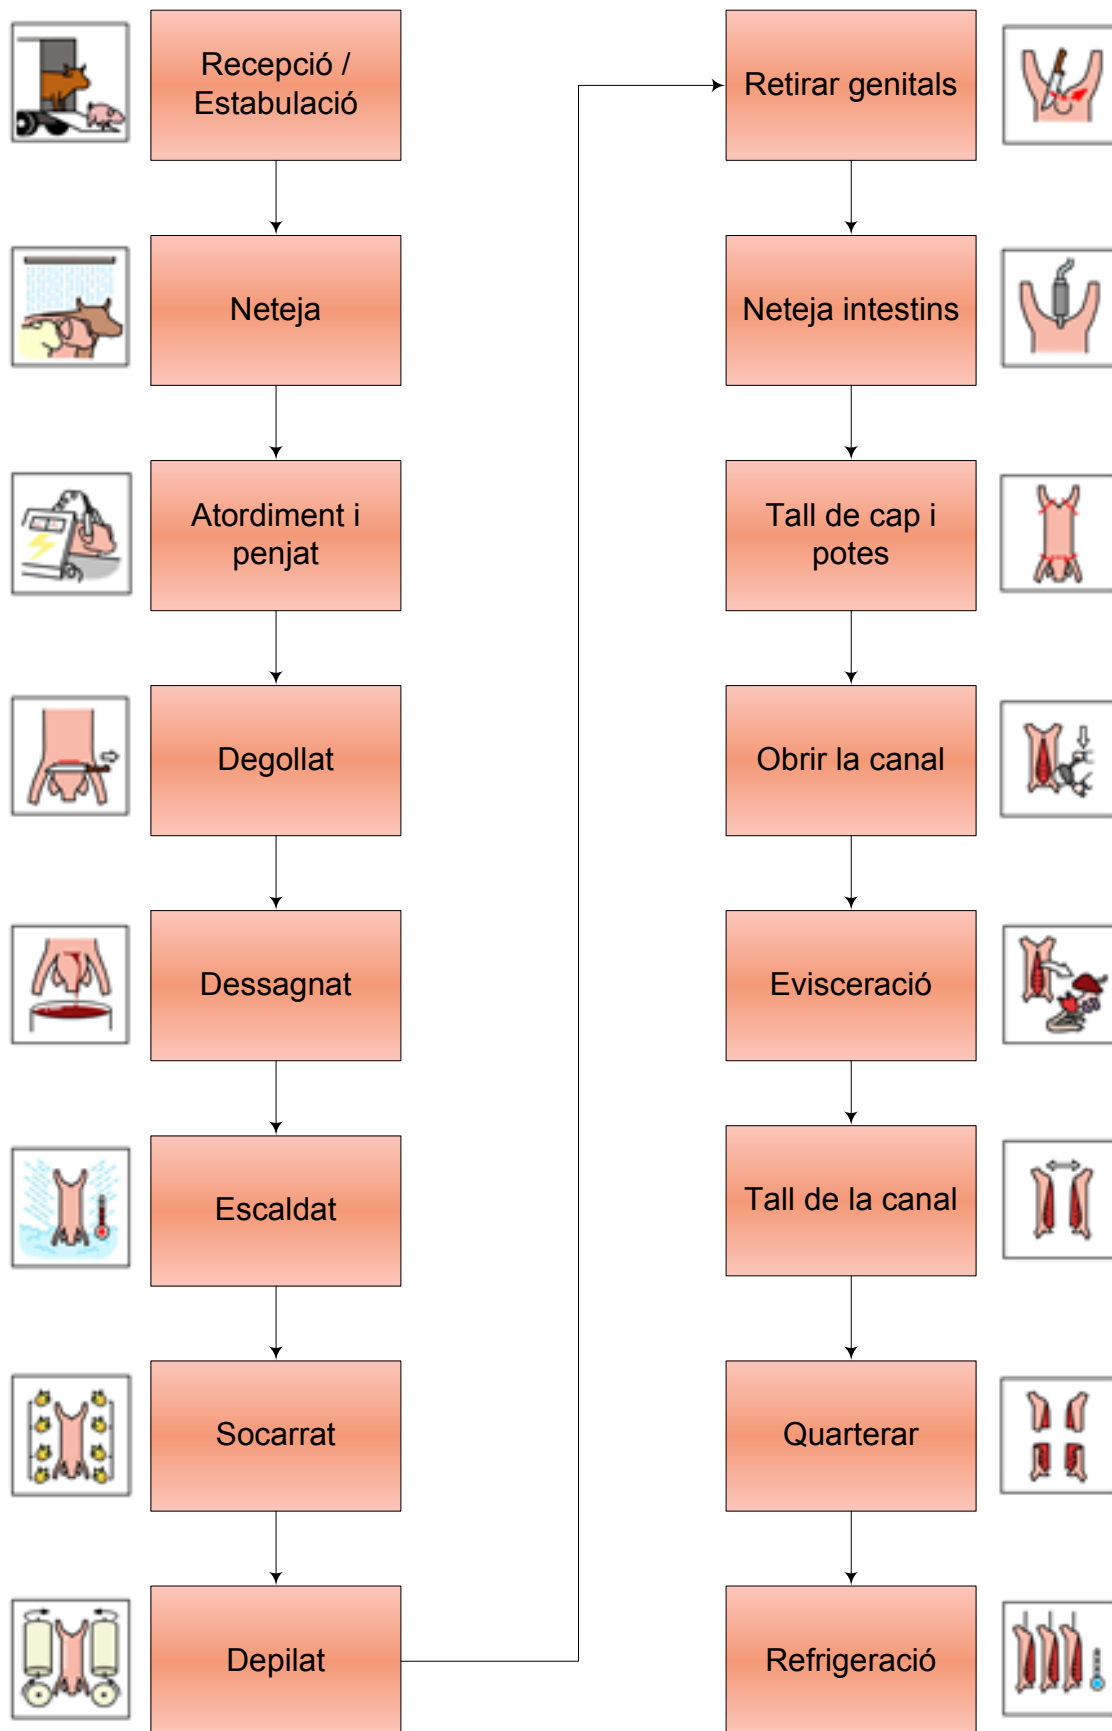 Recepció /
Estabulació
Neteja
Atordiment i
penjat
Degollat
Dessagnat
Escaldat
Socarrat
Depilat
Retirar genitals
Neteja intestins
Tall de cap i
potes
Obrir la canal
Evisceració
Tall de la canal
Quarterar
Refrigeració